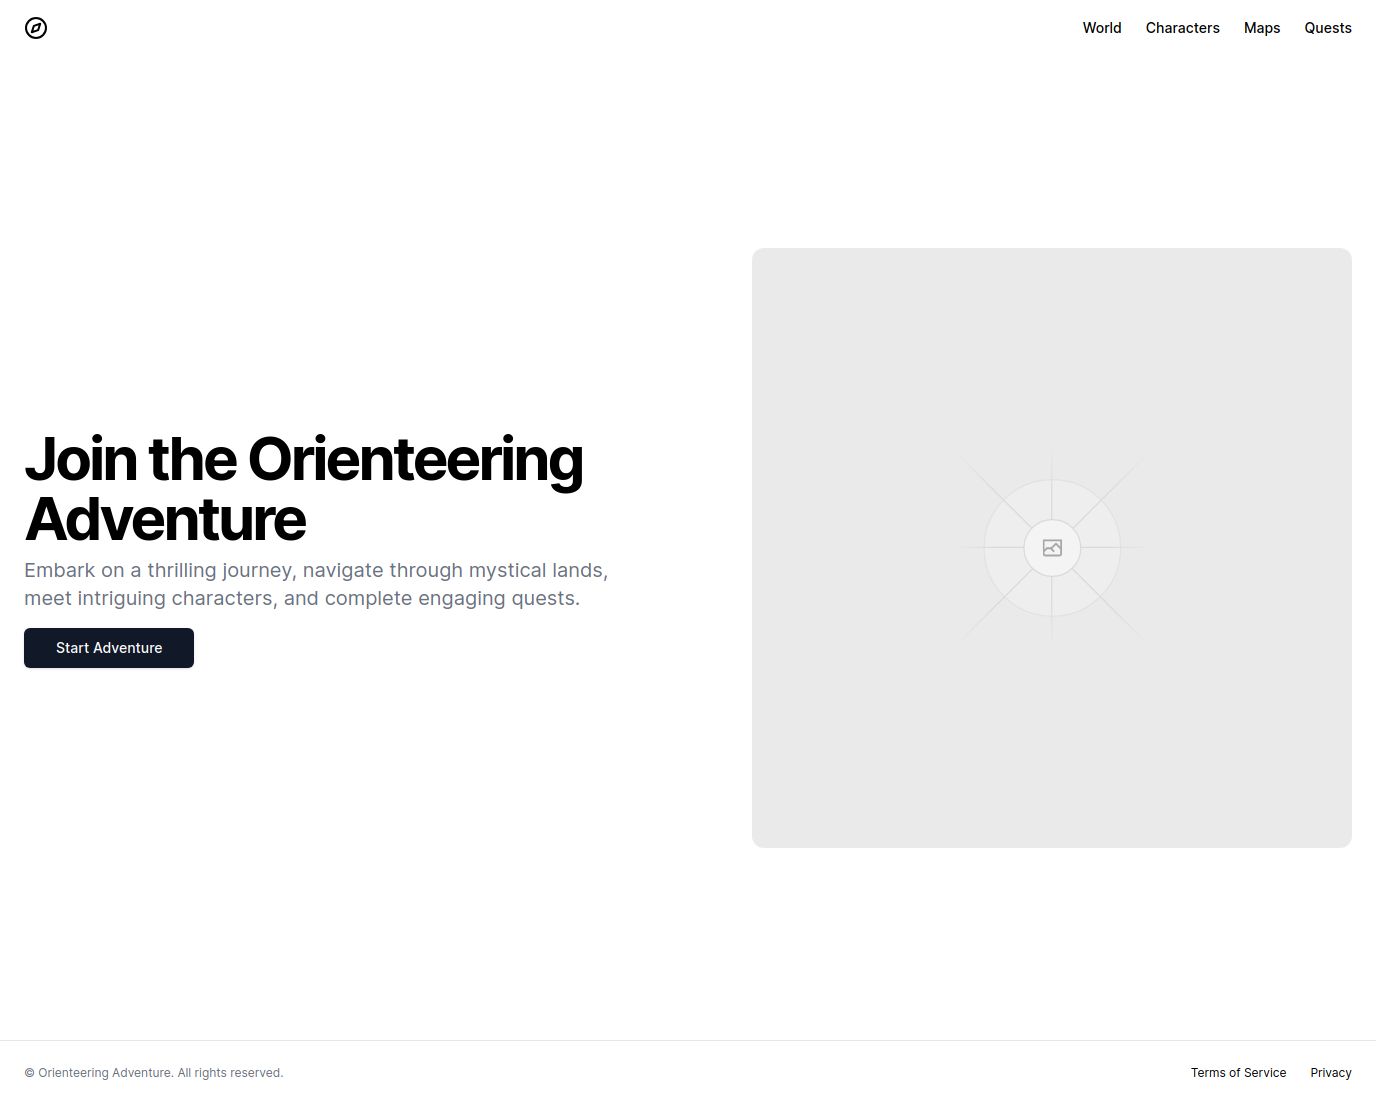 World Characters Maps Quests
Join the Orienteering
Adventure
Embark on a thrilling journey, navigate through mystical lands,
meet intriguing characters, and complete engaging quests.
Start Adventure
© Orienteering Adventure. All rights reserved.
Terms of Service Privacy